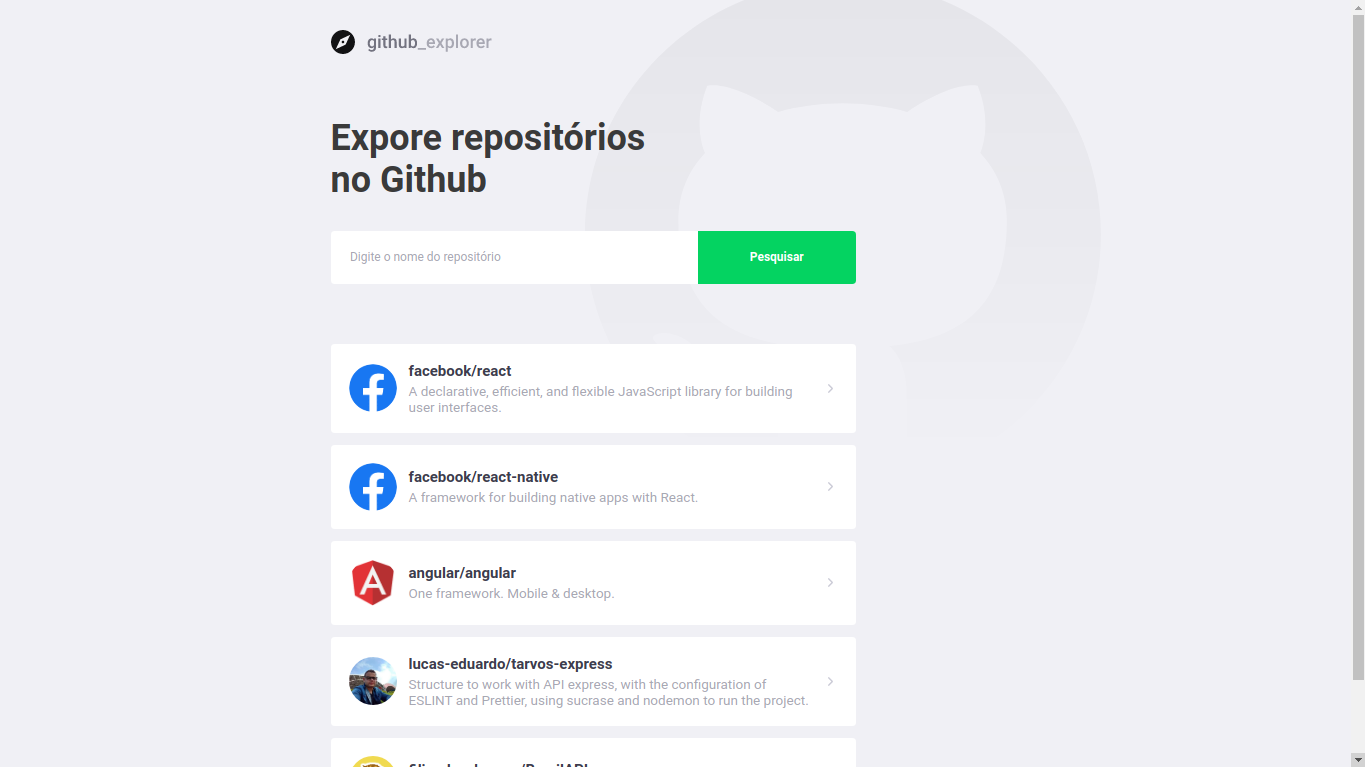 github_explorer
Expore repositórios
no Github
Digite o nome do repositório
Pesquisar
facebook/react
A declarative, efficient, and flexible JavaScript library for building
user interfaces.
facebook/react-native
A framework for building native apps with React.
angular/angular
One framework. Mobile & desktop.
lucas-eduardo/tarvos-express
Structure to work with API express, with the configuration of
ESLINT and Prettier, using sucrase and nodemon to run the project.